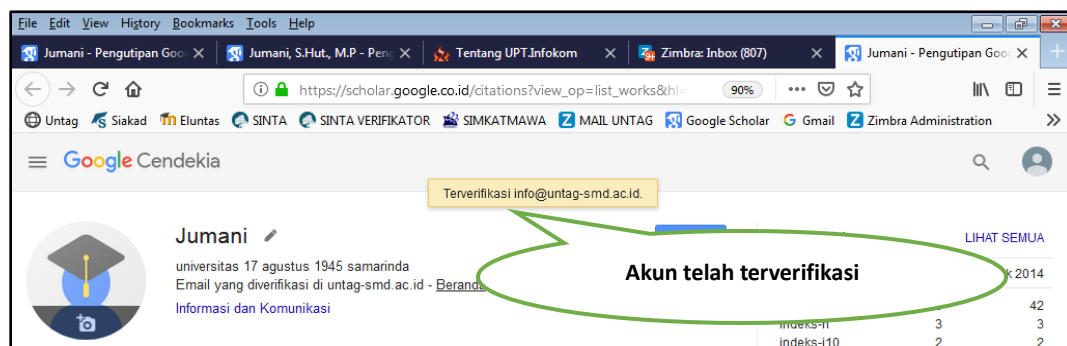 File Edit View History Bookmarks Tools Help
Jumani - Pengutipan Goo
Jumani, S.Hut., M.P - Peng
Tentang UPT.Infokom
Zimbra: Inbox (807)
Jumani - Pengutipan Goo
https://scholar.google.co.id/citations?view_op=list_works&hl= 90%
Untag Siakad Eluntas SINTA SINTA VERIFIKATOR SIMKATMAWA MAIL UNTAG Google Scholar Gmail Zimbra Administration
Google Cendekia
Terverifikasi info@untag-smd.ac.id.
Jumani
LIHAT SEMUA
universitas 17 agustus 1945 samarinda
Akun telah terverifikasi
2014
Email yang diverifikasi di untag-smd.ac.id - Beranda
Informasi dan Komunikasi
42
indeks-h 3 3
indeks-i10 2 2